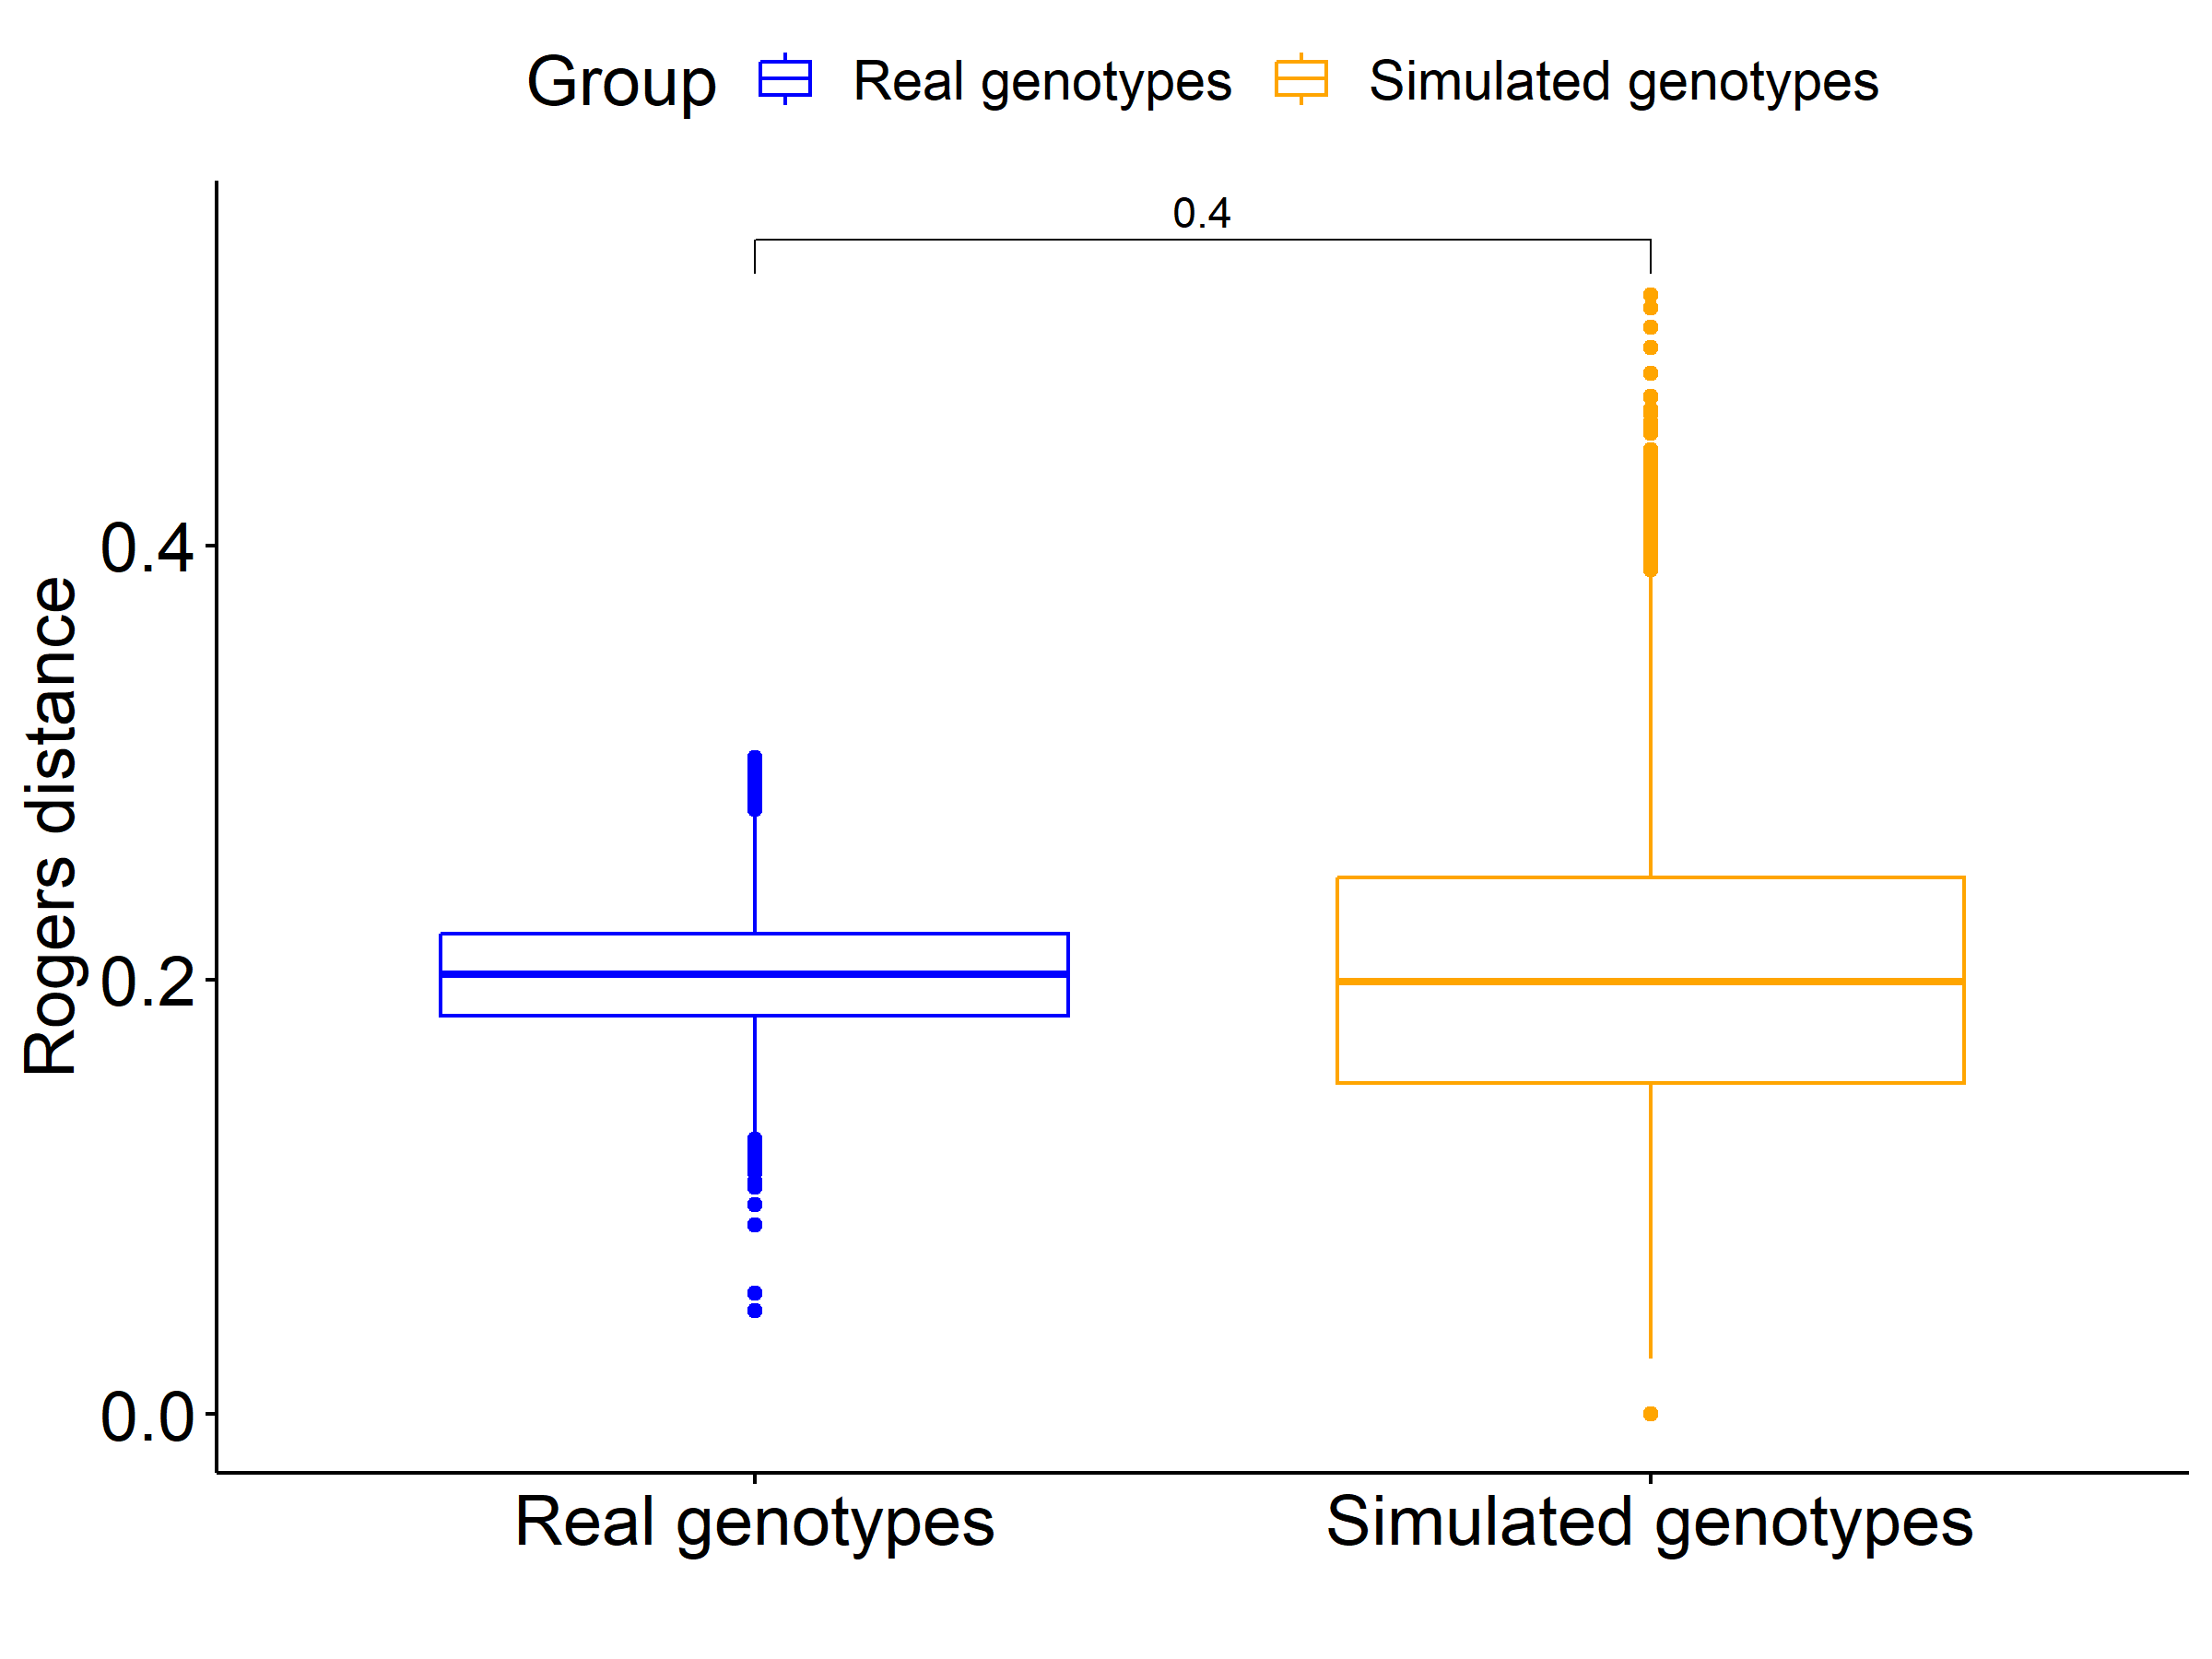 Group Real genotypes Simulated genotypes
0.4
Rogers distance
0.4
0.2
0.0
Real genotypes Simulated genotypes